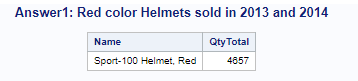 Answer1: Red color Helmets sold in 2013 and 2014
Name QtyTotal
Sport-100 Helmet, Red 4657